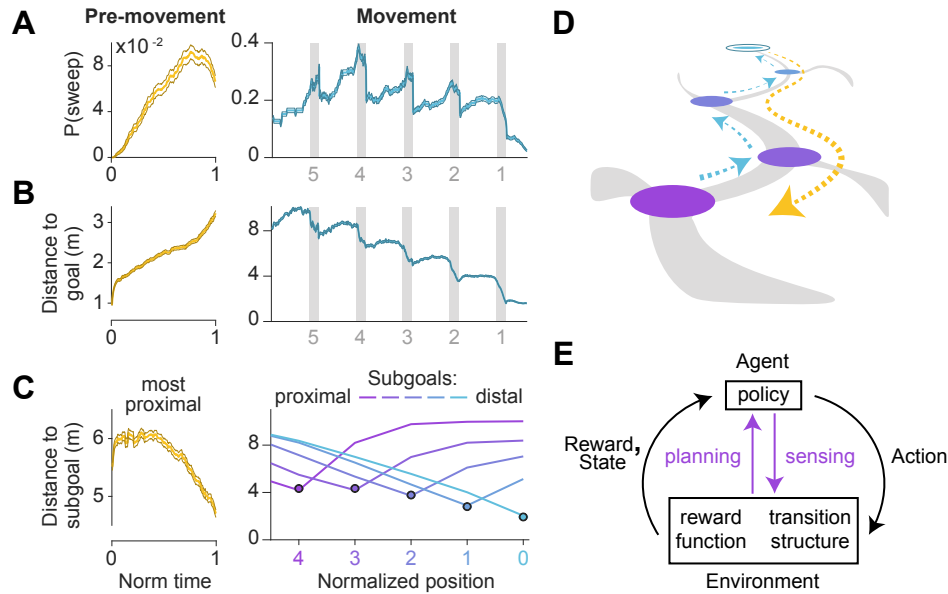 A
Pre-movement
Movement
P(sweep)
x10⁻²
8
4
0
0
1
0.4
0.2
0
5
4
3
2
1
B
Distance to
goal (m)
3
2
1
0
1
8
4
0
5
4
3
2
1
C
most
proximal
Distance to
subgoal (m)
6
5
0
1
Norm time
Subgoals:
proximal
distal
8
4
0
4
3
2
1
0
Normalized position
D
E
Agent
policy
Reward,
State
planning
sensing
Action
reward
function
transition
structure
Environment